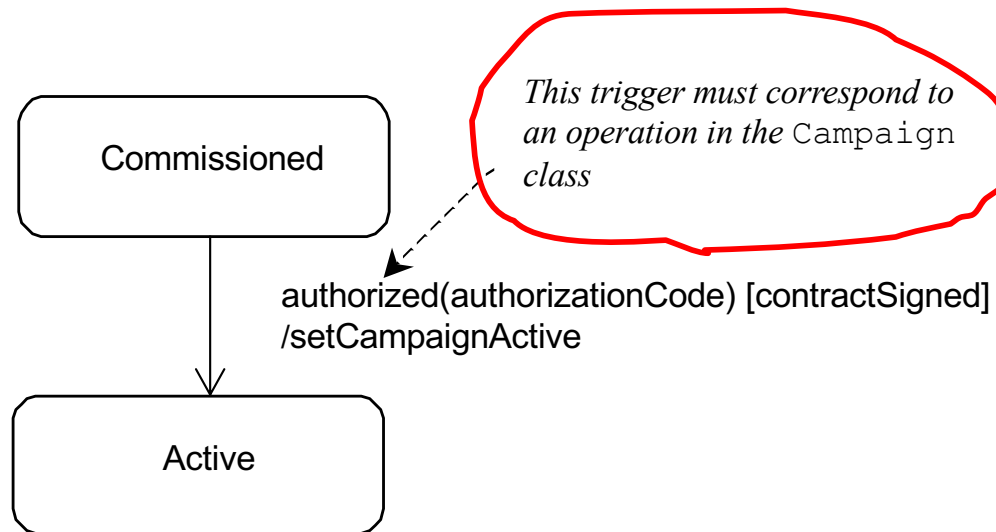 This trigger must correspond to
an operation in the Campaign
class
Commissioned
authorized(authorizationCode) [contractSigned]
/setCampaignActive
Active